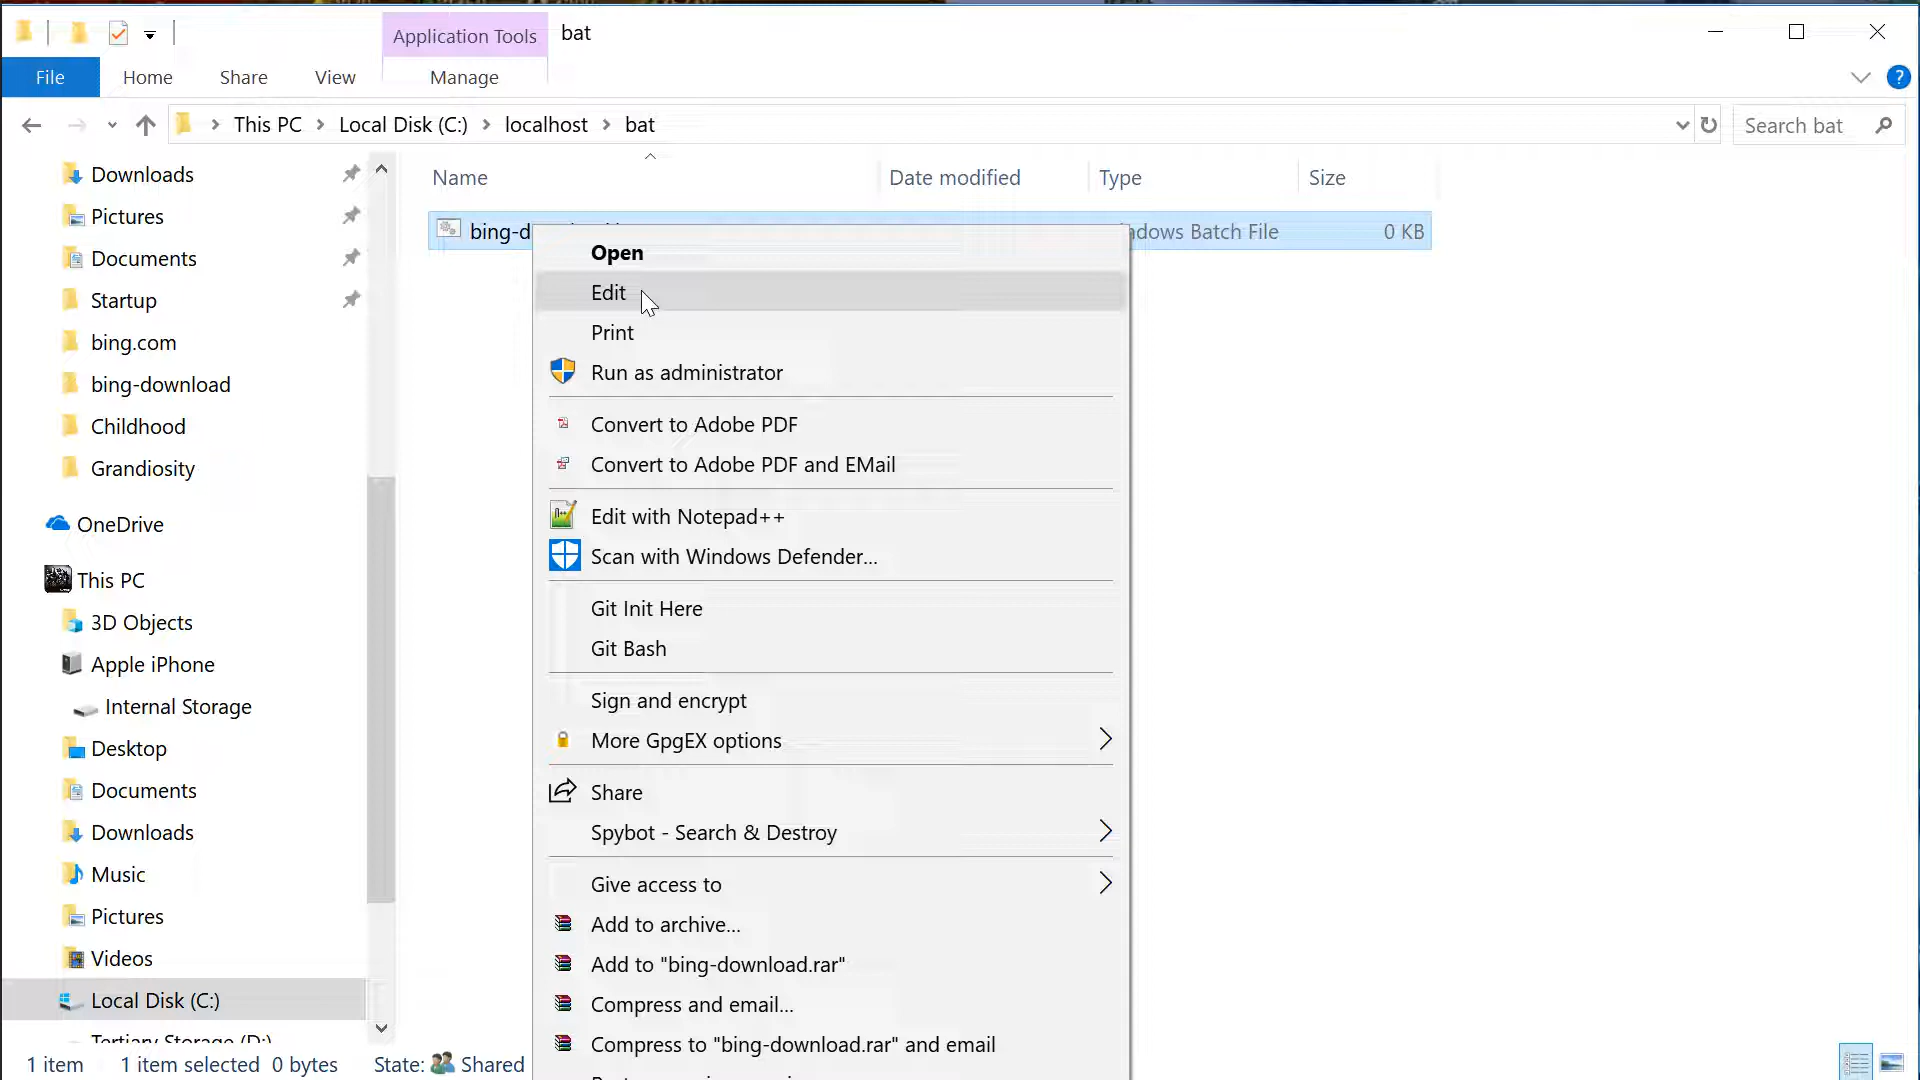 Application Tools
bat
File
Home
Share
View
Manage
This PC
Local Disk (C:)
localhost
bat
Search bat
Downloads
Pictures
Documents
Startup
bing.com
bing-download
Childhood
Grandiosity
OneDrive
This PC
3D Objects
Apple iPhone
Internal Storage
Desktop
Documents
Downloads
Music
Pictures
Videos
Local Disk (C:)
Tertiary Storage (D:)
Name
Date modified
Type
Size
bing-d
ndows Batch File
0 KB
Open
Edit
Print
Run as administrator
Convert to Adobe PDF
Convert to Adobe PDF and EMail
Edit with Notepad++
Scan with Windows Defender...
Git Init Here
Git Bash
Sign and encrypt
More GpgEX options
Share
Spybot - Search & Destroy
Give access to
Add to archive...
Add to "bing-download.rar"
Compress and email...
Compress to "bing-download.rar" and email
1 item
1 item selected 0 bytes
State: Shared